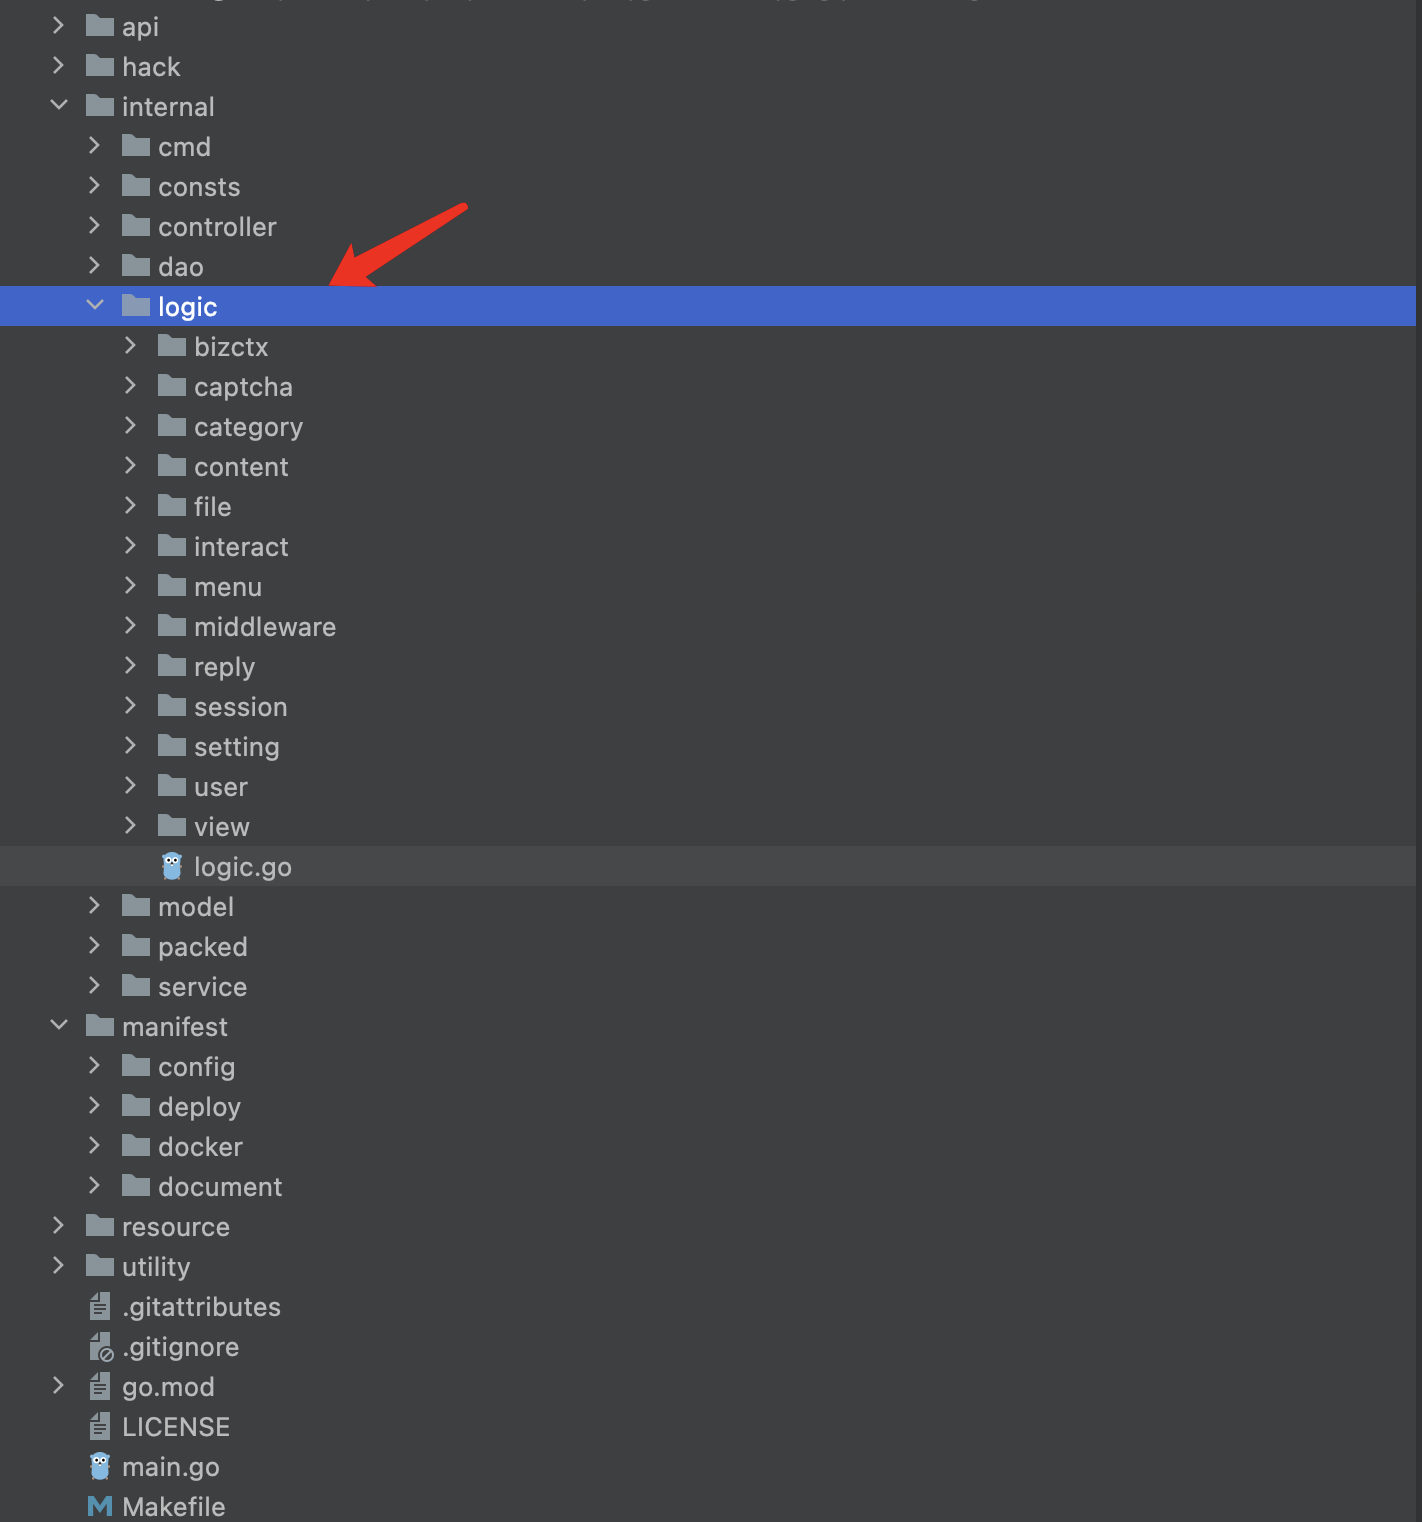 api
hack
internal
cmd
consts
controller
dao
logic
bizctx
captcha
category
content
file
interact
menu
middleware
reply
session
setting
user
view
logic.go
model
packed
service
manifest
config
deploy
docker
document
resource
utility
.gitattributes
.gitignore
go.mod
LICENSE
main.go
Makefile